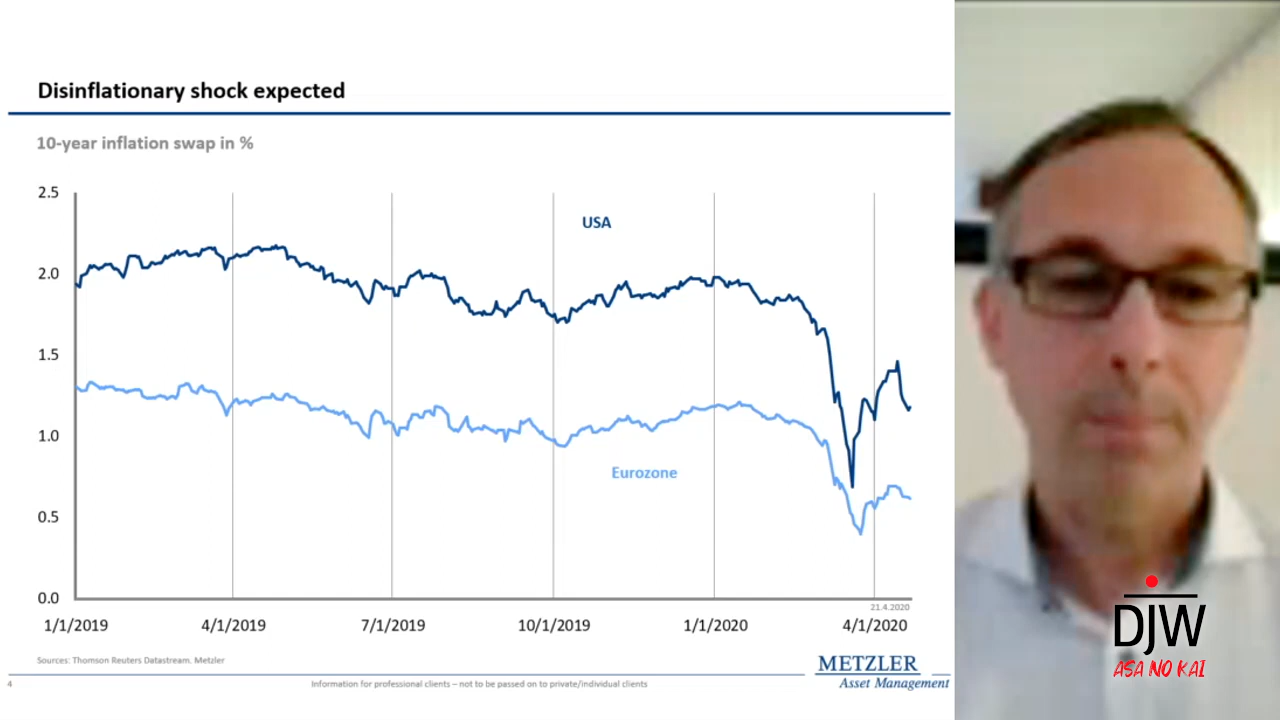 Disinflationary shock expected
10-year inflation swap in %
2.5
2.0
1.5
1.0
0.5
0.0
USA
Eurozone
21.4.2020
1/1/2019
4/1/2019
7/1/2019
10/1/2019
1/1/2020
4/1/2020
Sources: Thomson Reuters Datastream. Metzler
4
Information for professional clients – not to be passed on to private/individual clients
METZLER
Asset Management
DJW
ASA NO KAI